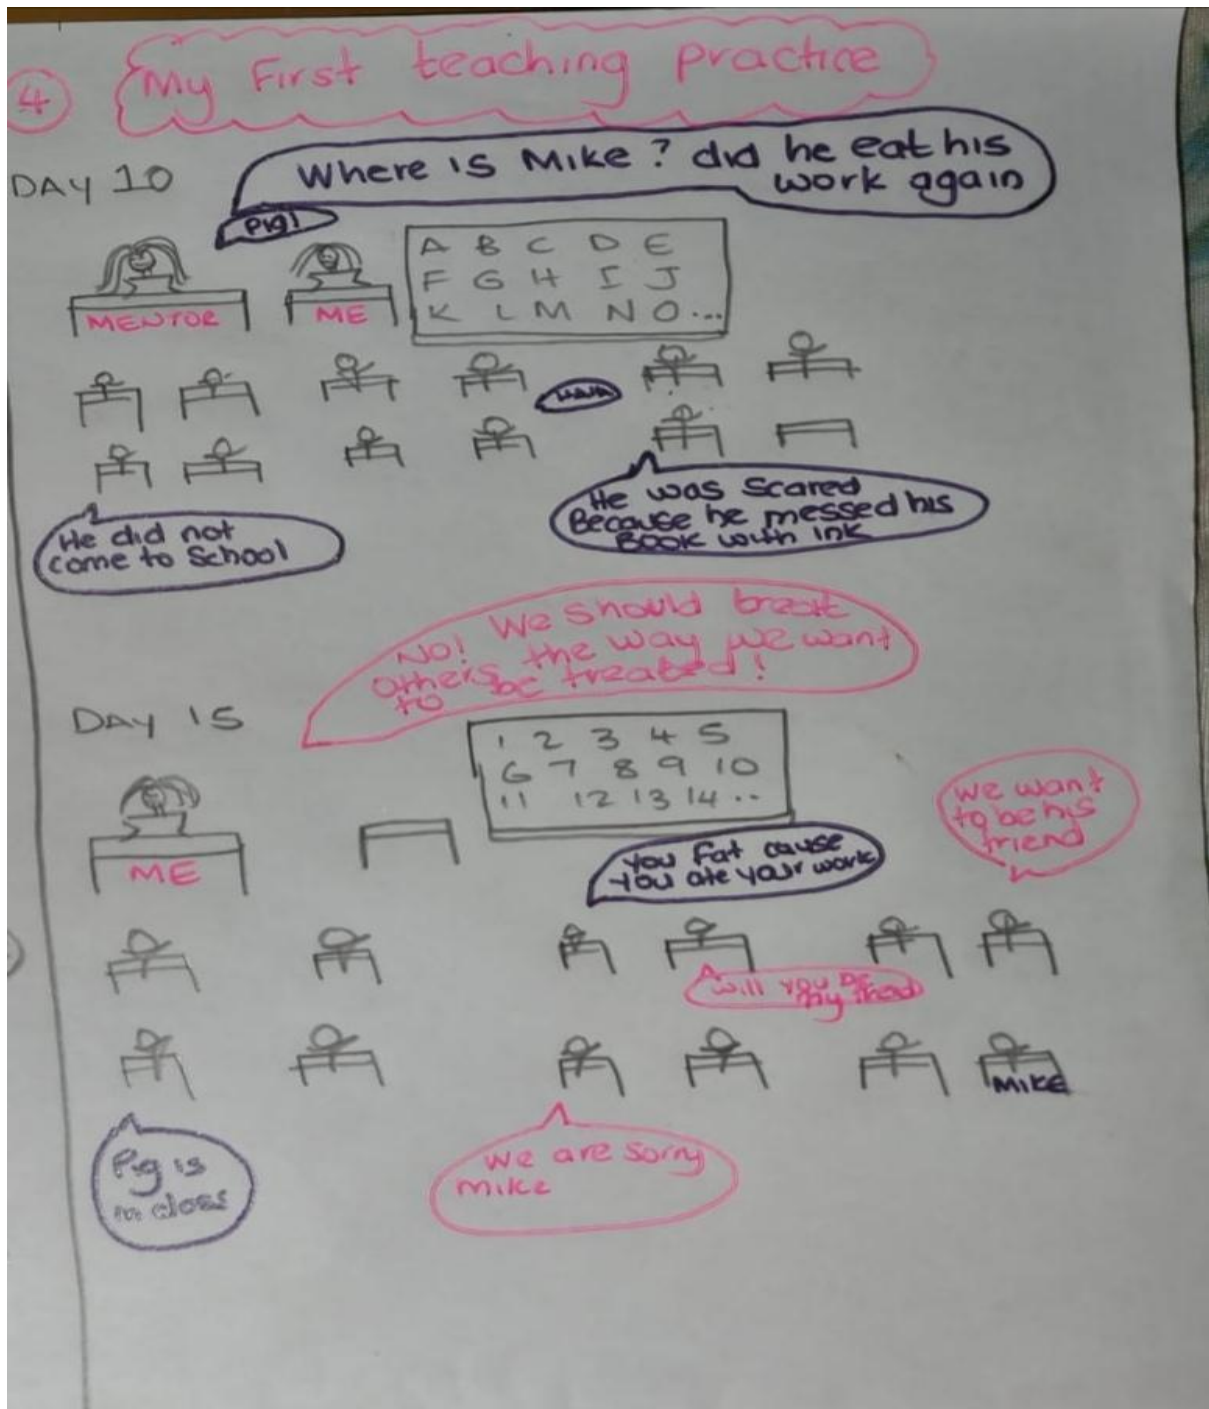 4
My First teaching practice
DAY 10
Where is Mike? did he eat his
work again
Pig!
MENTOR
ME
A B C D E
F G H I J
K L M N O...
He did not
come to School
He was scared
Because he messed his
Book with ink
No! We should treat
others the way we want
to be treated!
DAY 15
1 2 3 4 5
6 7 8 9 10
11 12 13 14 ..
ME
You Fat cause
You ate your work
We want
to be his
friend
will you be
my friend
MIKE
Pig is
in class
We are sorry
Mike